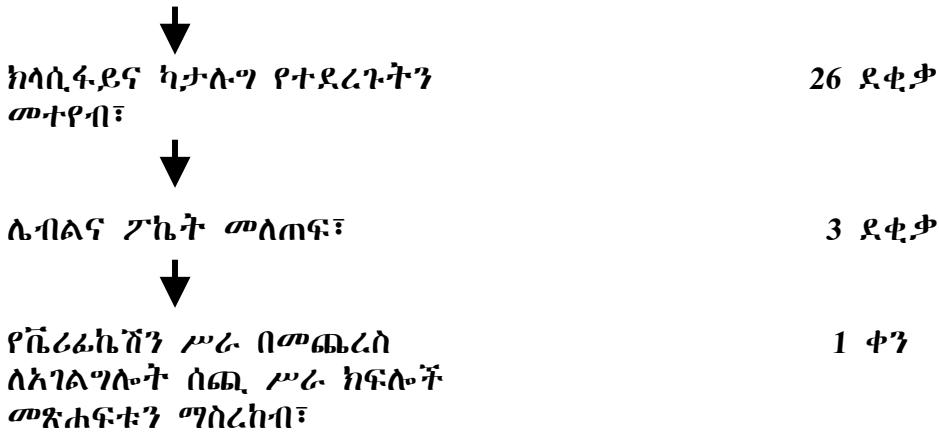 ክላሲፋይና ካታሎግ የተደረጉትን 26 ደቂቃ
መተየብ፣
ሌብልና ፖኬት መለጠፍ፣ 3 ደቂቃ
የቬሪፊኬሽን ሥራ በመጨረስ 1 ቀን
ለአገልግሎት ሰጪ ሥራ ክፍሎች
መጽሐፍቱን ማስረከብ፣